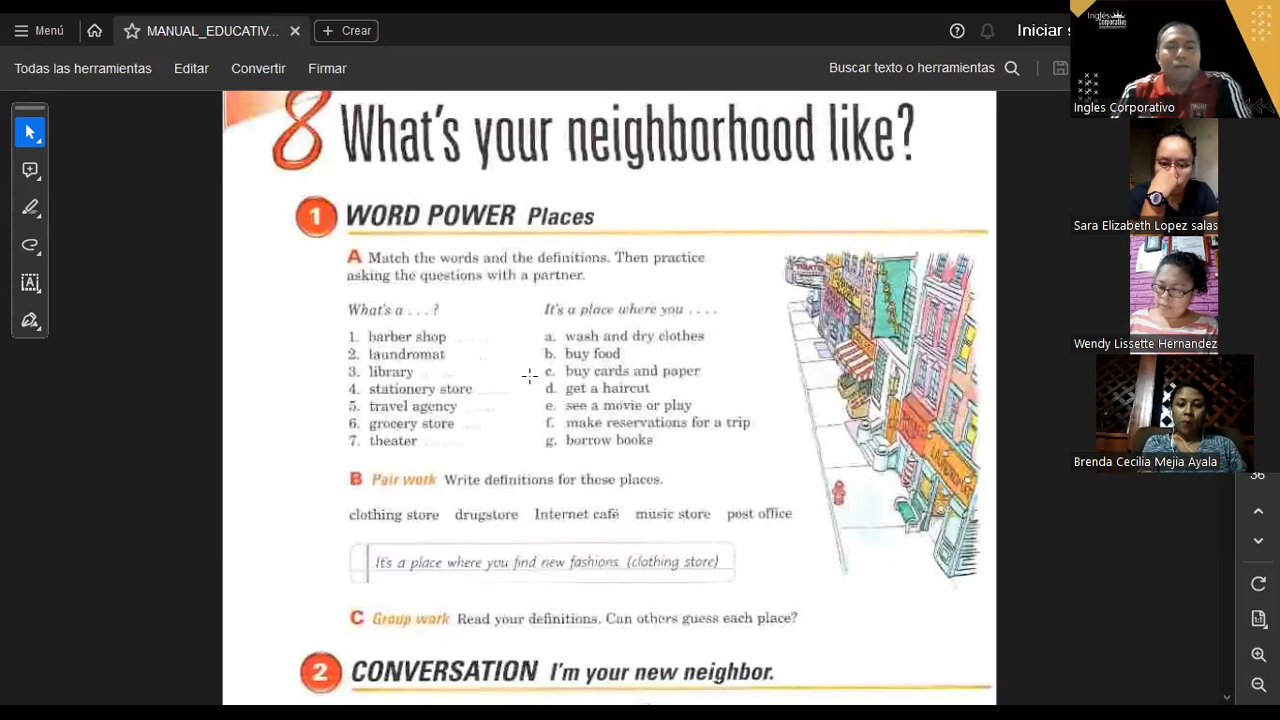 Menú
MANUAL_EDUCATIV...
Crear
Iniciar s
Todas las herramientas
Editar
Convertir
Firmar
Buscar texto o herramientas
8 What's your neighborhood like?
1 WORD POWER Places
A Match the words and the definitions. Then practice
asking the questions with a partner.
What's a . . . ?
1. barber shop
2. laundromat
3. library
4. stationery store
5. travel agency
6. grocery store
7. theater
It's a place where you . . . .
a. wash and dry clothes
b. buy food
c. buy cards and paper
d. get a haircut
e. see a movie or play
f. make reservations for a trip
g. borrow books
B Pair work Write definitions for these places.
clothing store drugstore Internet café music store post office
It's a place where you find new fashions. (clothing store)
C Group work Read your definitions. Can others guess each place?
2 CONVERSATION I'm your new neighbor.
Inglés
Corporativo
Ingles Corporativo
Sara Elizabeth Lopez salas
Wendy Lissette Hernandez
Brenda Cecilia Mejia Ayala
36